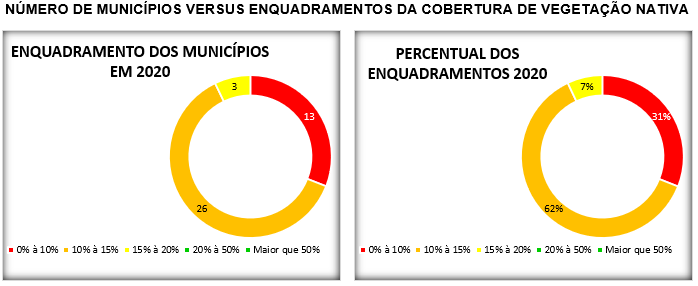 NÚMERO DE MUNICÍPIOS VERSUS ENQUADRAMENTOS DA COBERTURA DE VEGETAÇÃO NATIVA
ENQUADRAMENTO DOS MUNICÍPIOS
EM 2020
3
13
26
0% à 10% 10% à 15% 15% à 20% 20% à 50% Maior que 50%
PERCENTUAL DOS
ENQUADRAMENTOS 2020
7%
31%
62%
0% à 10% 10% à 15% 15% à 20% 20% à 50% Maior que 50%